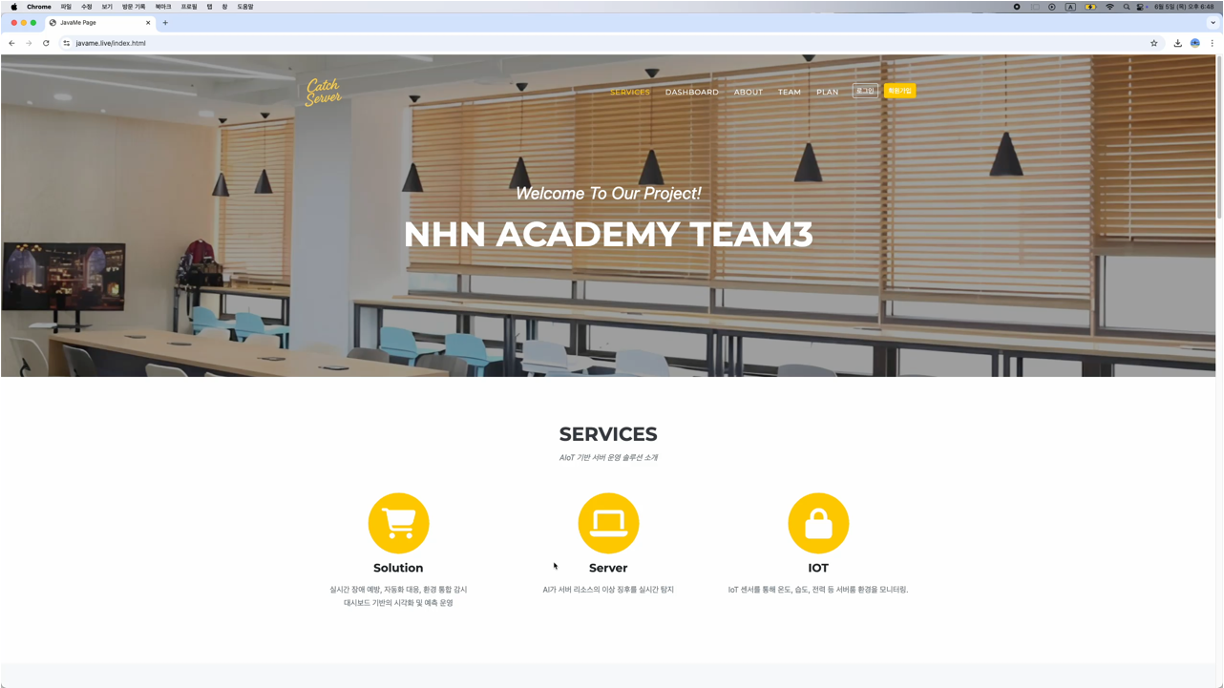 Chrome 파일 수정 보기 방문 기록 북마크 프로필 탭 창 도움말
A
6월 5일 (목) 오후 6:48
JavaMe Page
javame.live/index.html
Catch
Server
SERVICES DASHBOARD ABOUT TEAM PLAN 로그인 회원가입
Welcome To Our Project!
NHN ACADEMY TEAM3
SERVICES
AIoT 기반 서버 운영 솔루션 소개
Solution
실시간 장애 예방, 자동화 대응, 환경 통합 감시
대시보드 기반의 시각화 및 예측 운영
Server
AI가 서버 리소스의 이상 징후를 실시간 탐지
IOT
IoT 센서를 통해 온도, 습도, 전력 등 서버룸 환경을 모니터링.